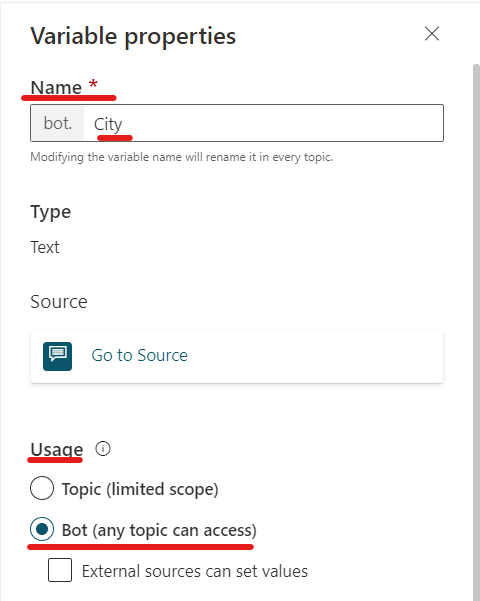 Variable properties
Name *
bot. City
Modifying the variable name will rename it in every topic.
Type
Text
Source
Go to Source
Usage
Topic (limited scope)
Bot (any topic can access)
External sources can set values